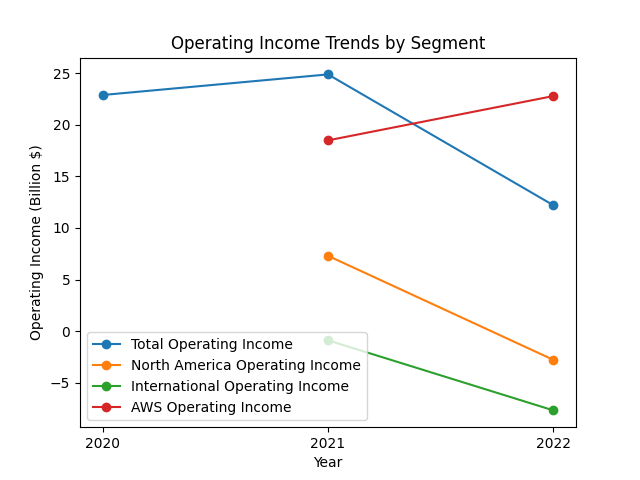 Operating Income Trends by Segment
Operating Income (Billion $)
25
20
15
10
5
0
−5
Total Operating Income
North America Operating Income
International Operating Income
AWS Operating Income
2020 2021 2022
Year